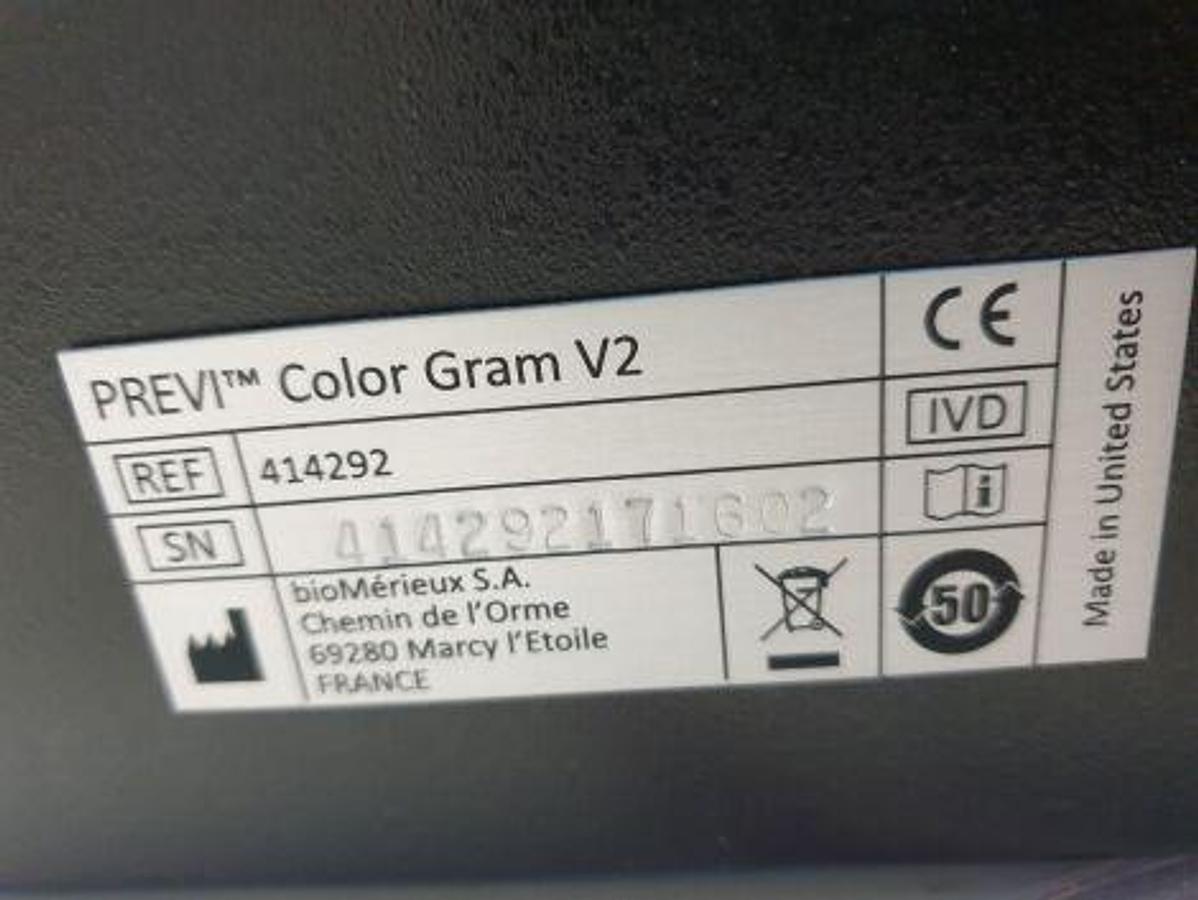 PREVI™ Color Gram V2
REF 414292
SN 414292171602
bioMérieux S.A.
Chemin de l'Orme
69280 Marcy l'Etoile
FRANCE
CE
IVD
i
50
Made in United States